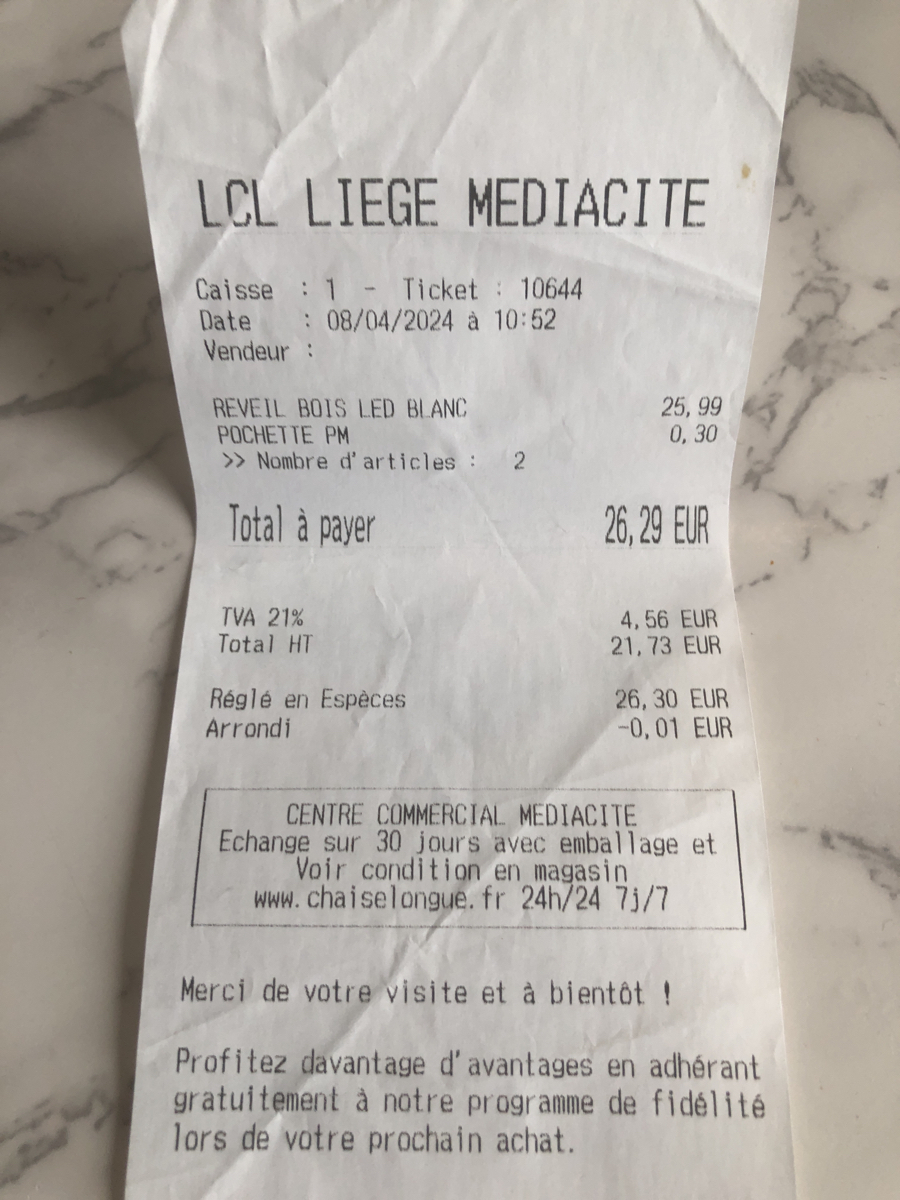 LCL LIEGE MEDIACITE
Caisse : 1 - Ticket : 10644
Date : 08/04/2024 à 10:52
Vendeur :
REVEIL BOIS LED BLANC 25,99
POCHETTE PM 0,30
>> Nombre d'articles : 2
Total à payer 26,29 EUR
TVA 21% 4,56 EUR
Total HT 21,73 EUR
Réglé en Espèces 26,30 EUR
Arrondi -0,01 EUR
CENTRE COMMERCIAL MEDIACITE
Echange sur 30 jours avec emballage et
Voir condition en magasin
www.chaiselongue.fr 24h/24 7j/7
Merci de votre visite et à bientôt !
Profitez davantage d'avantages en adhérant
gratuitement à notre programme de fidélité
lors de votre prochain achat.